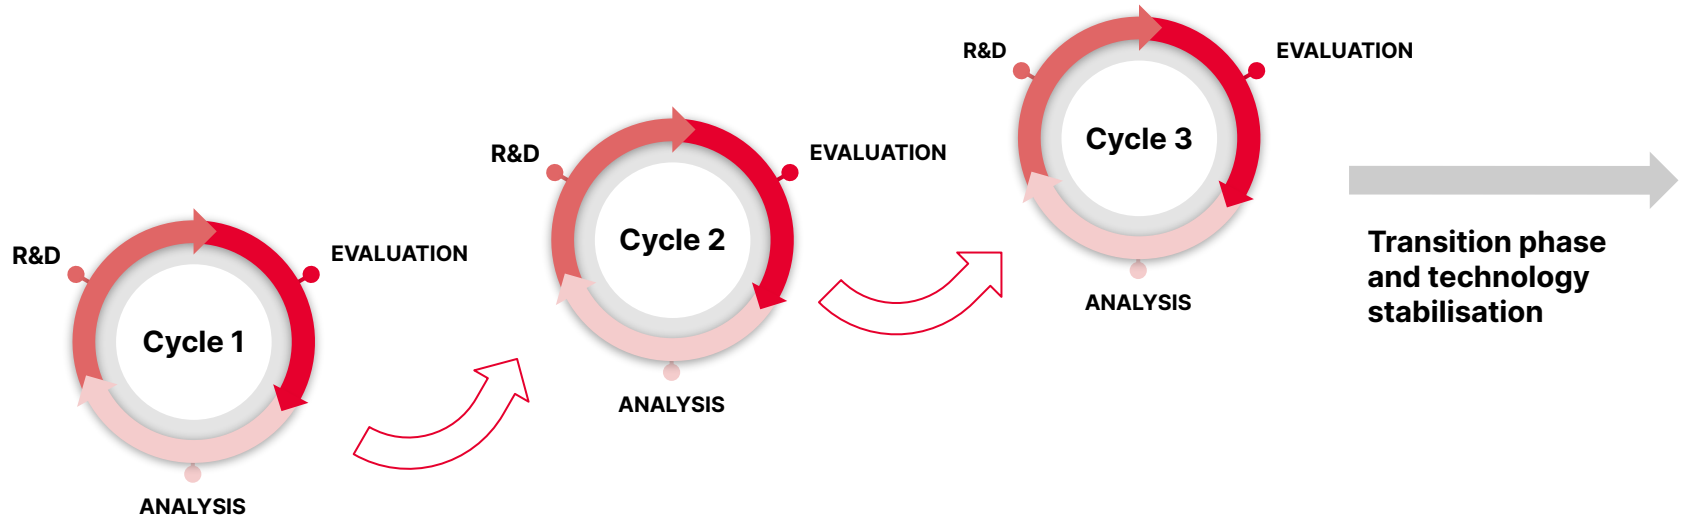 R&D
EVALUATION
Cycle 1
ANALYSIS
R&D
EVALUATION
Cycle 2
ANALYSIS
R&D
EVALUATION
Cycle 3
ANALYSIS
Transition phase
and technology
stabilisation